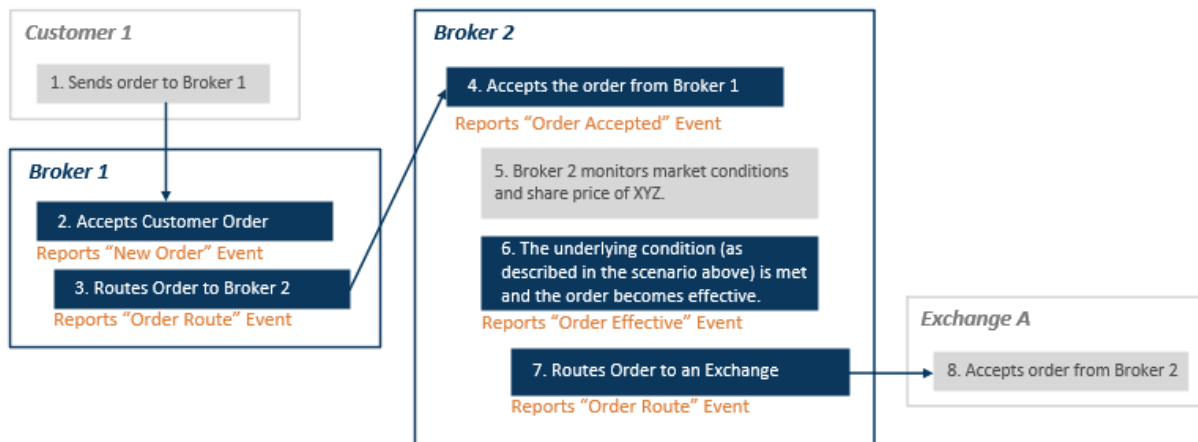 Customer 1
1. Sends order to Broker 1
Broker 1
2. Accepts Customer Order
Reports “New Order” Event
3. Routes Order to Broker 2
Reports “Order Route” Event
Broker 2
4. Accepts the order from Broker 1
Reports “Order Accepted” Event
5. Broker 2 monitors market conditions
and share price of XYZ.
6. The underlying condition (as
described in the scenario above) is met
and the order becomes effective.
Reports “Order Effective” Event
7. Routes Order to an Exchange
Reports “Order Route” Event
Exchange A
8. Accepts order from Broker 2